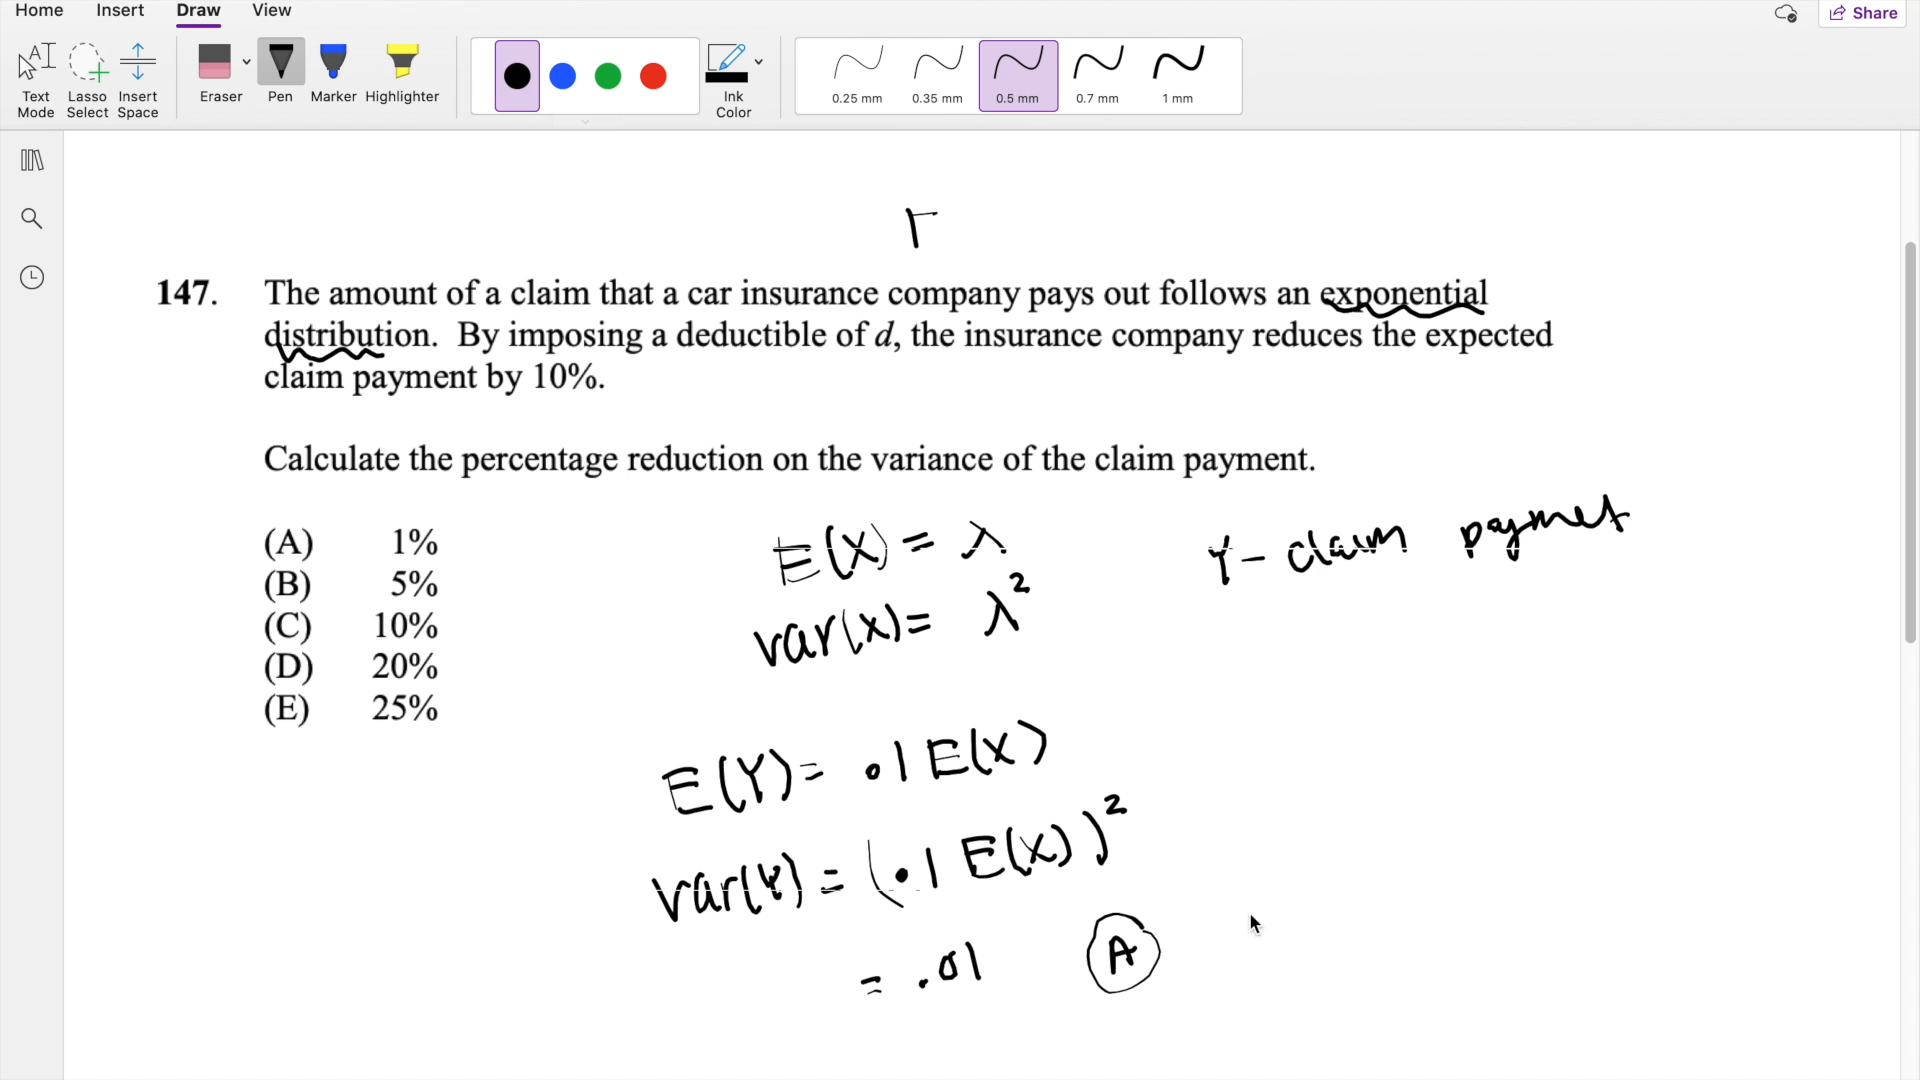 Home Insert Draw View
Share
Text Mode
Lasso Select
Insert Space
Eraser
Pen
Marker
Highlighter
Ink Color
0.25 mm
0.35 mm
0.5 mm
0.7 mm
1 mm
147. The amount of a claim that a car insurance company pays out follows an exponential
distribution. By imposing a deductible of d, the insurance company reduces the expected
claim payment by 10%.
Calculate the percentage reduction on the variance of the claim payment.
(A) 1%
(B) 5%
(C) 10%
(D) 20%
(E) 25%
E(X) = λ
var(X) = λ²
Y - claim paymet
E(Y) = .1 E(X)
var(Y) = (.1 E(X))²
= .01
A